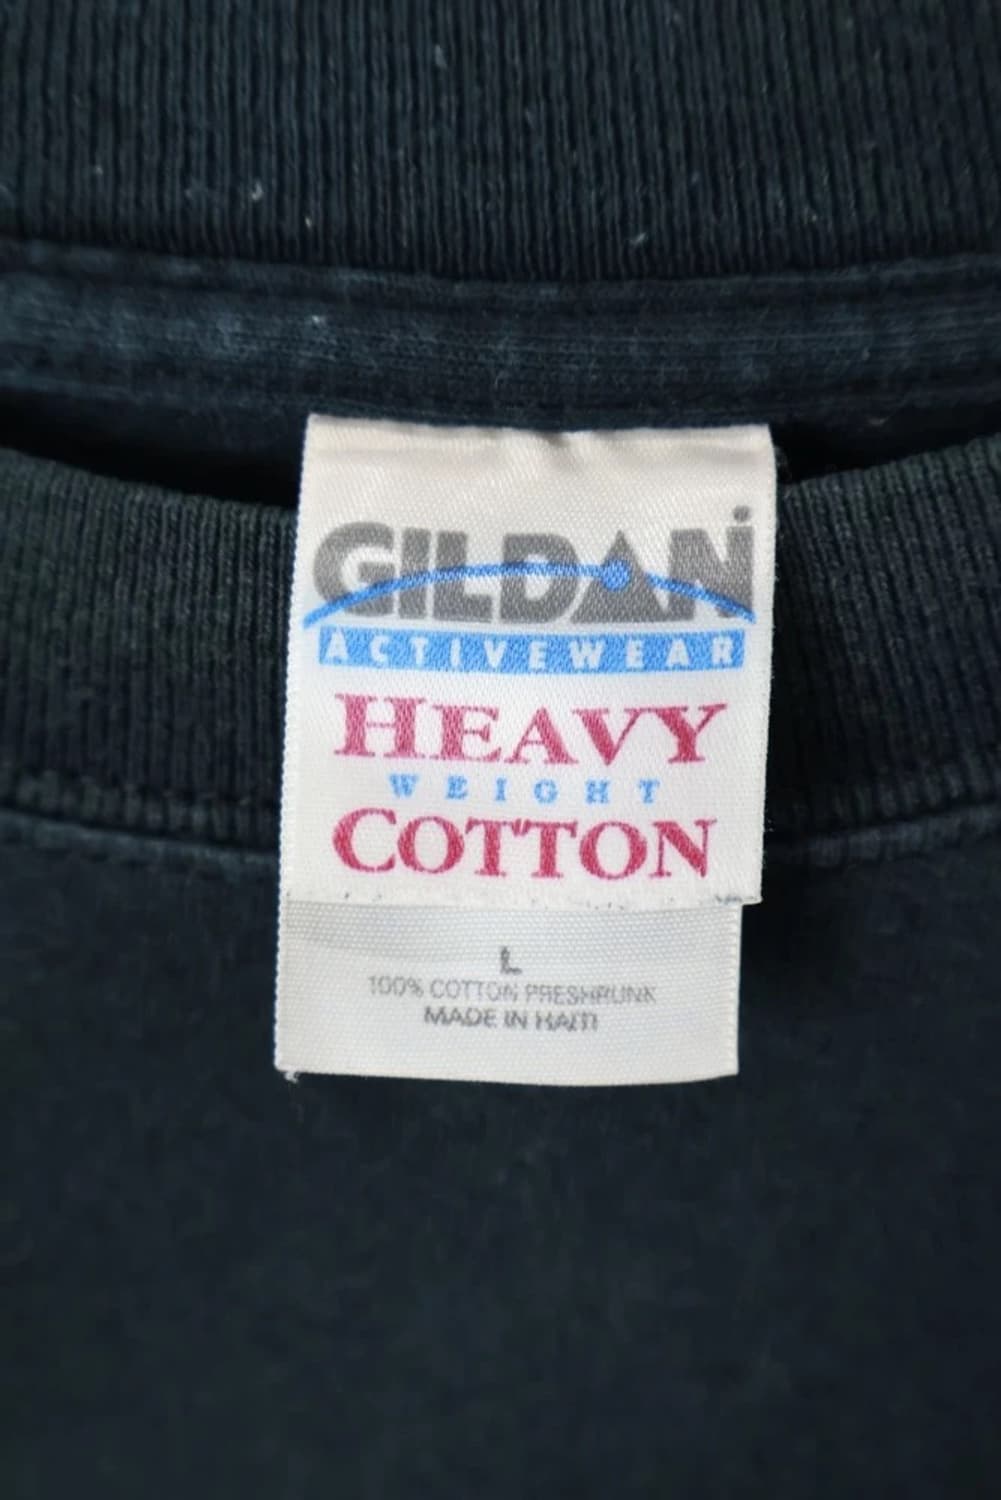 GILDAN
ACTIVEWEAR
HEAVY
WEIGHT
COTTON
L
100% COTTON PRESHRUNK
MADE IN HAITI